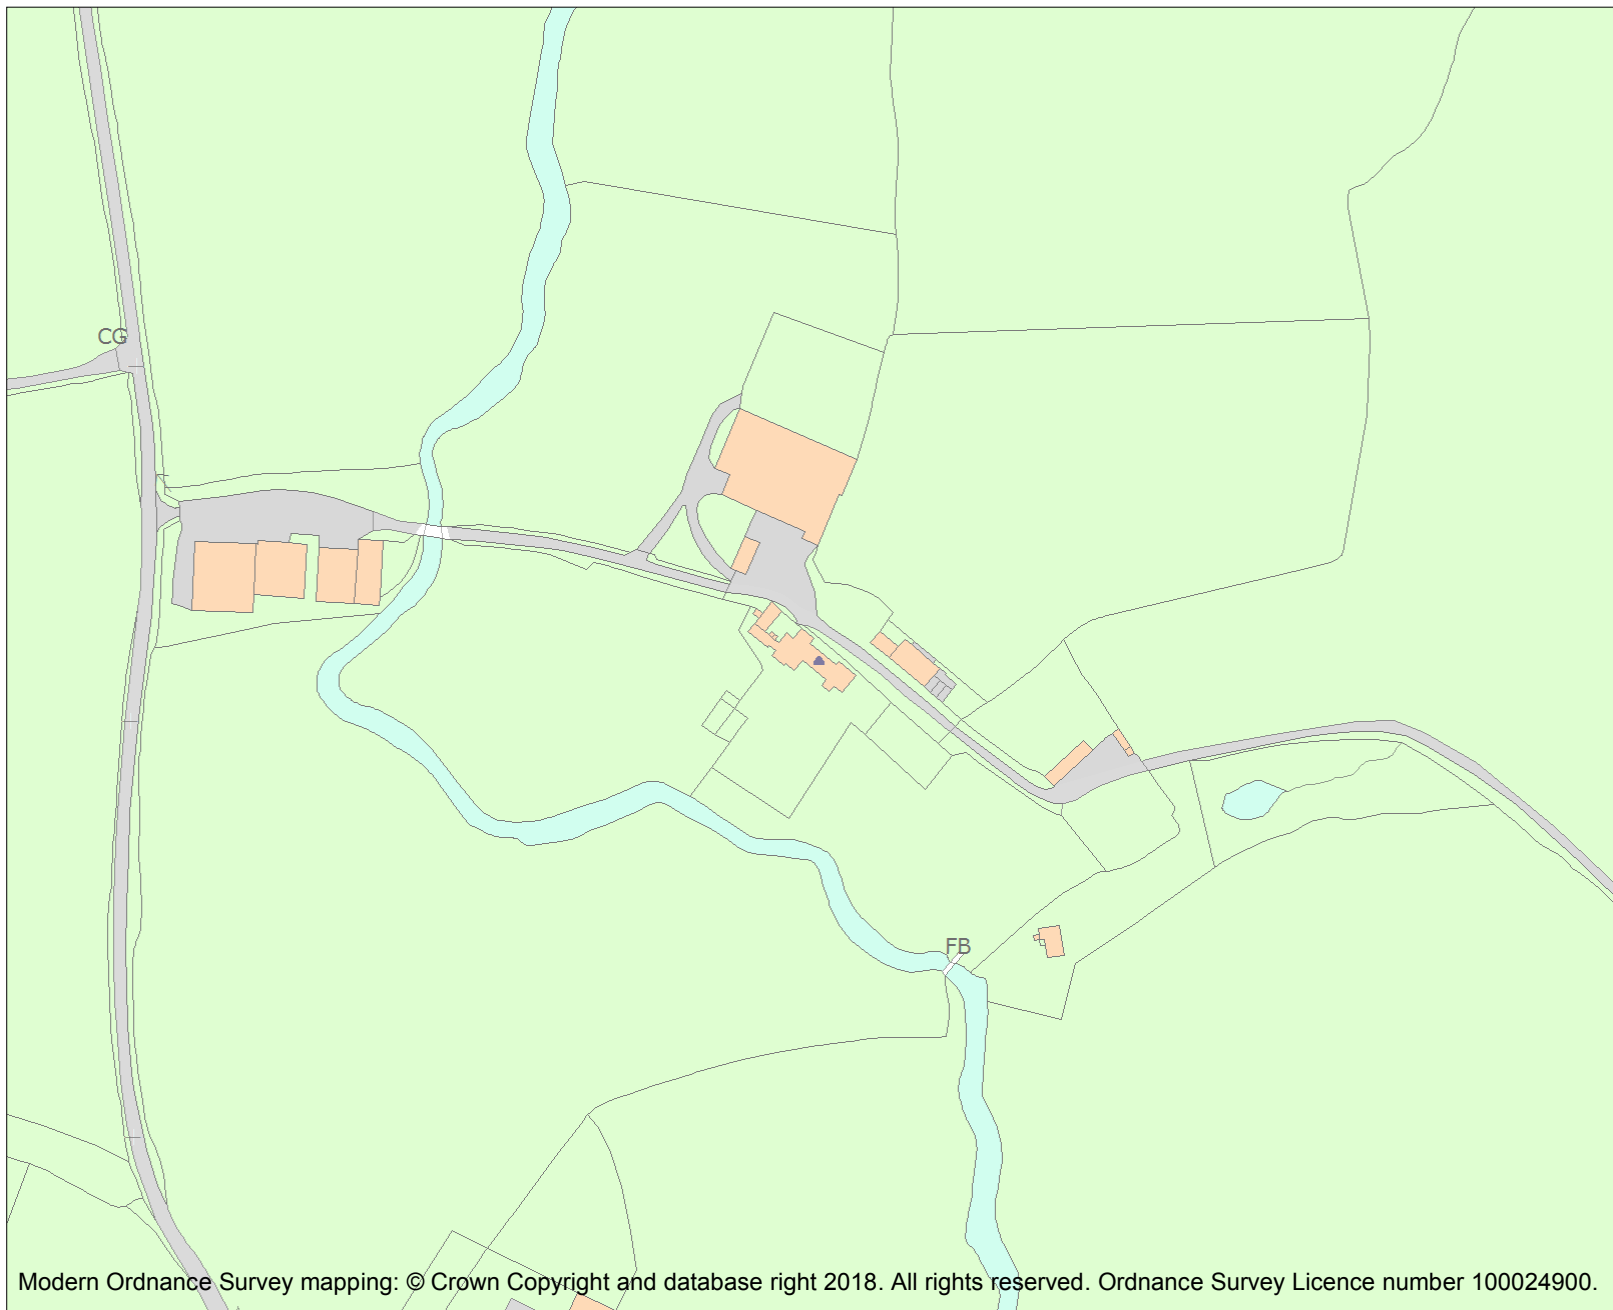 CG
FB
Modern Ordnance Survey mapping: © Crown Copyright and database right 2018. All rights reserved. Ordnance Survey Licence number 100024900.